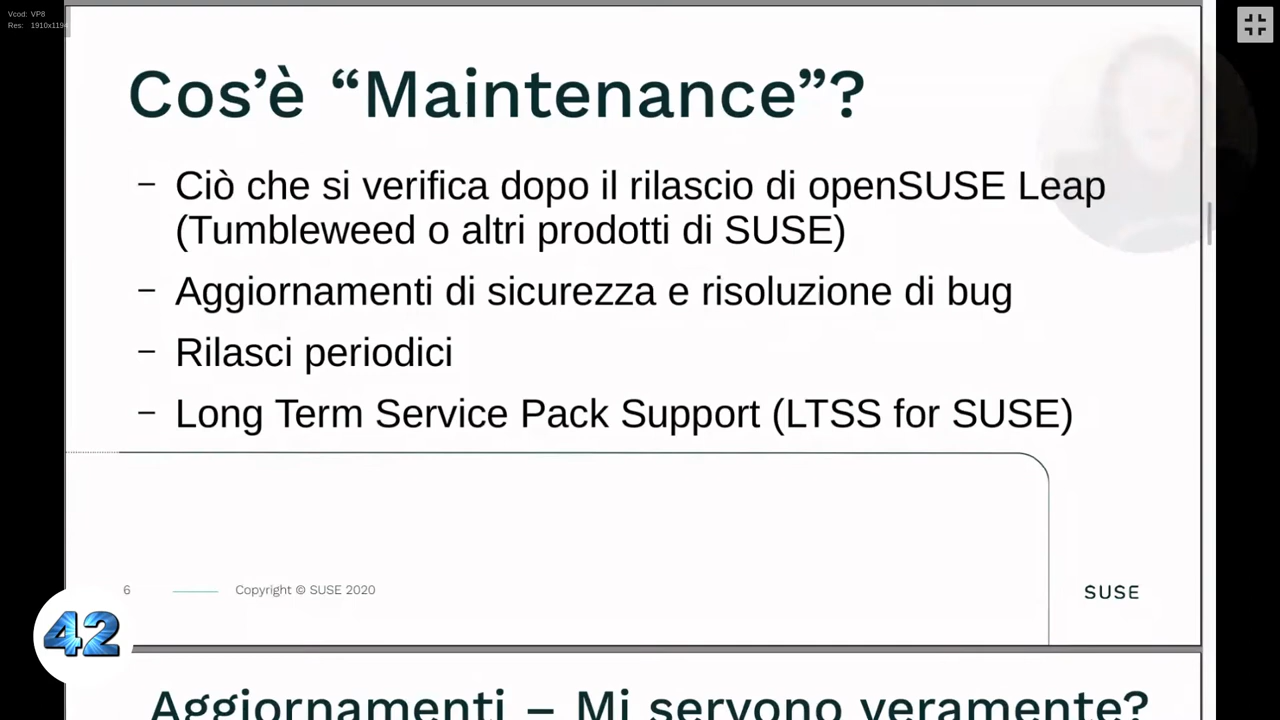 Vcod: VP8
Res: 1910x119
Cos’è “Maintenance”?
– Ciò che si verifica dopo il rilascio di openSUSE Leap
(Tumbleweed o altri prodotti di SUSE)
– Aggiornamenti di sicurezza e risoluzione di bug
– Rilasci periodici
– Long Term Service Pack Support (LTSS for SUSE)
6 Copyright © SUSE 2020
SUSE
42
Aggiornamenti – Mi servono veramente?